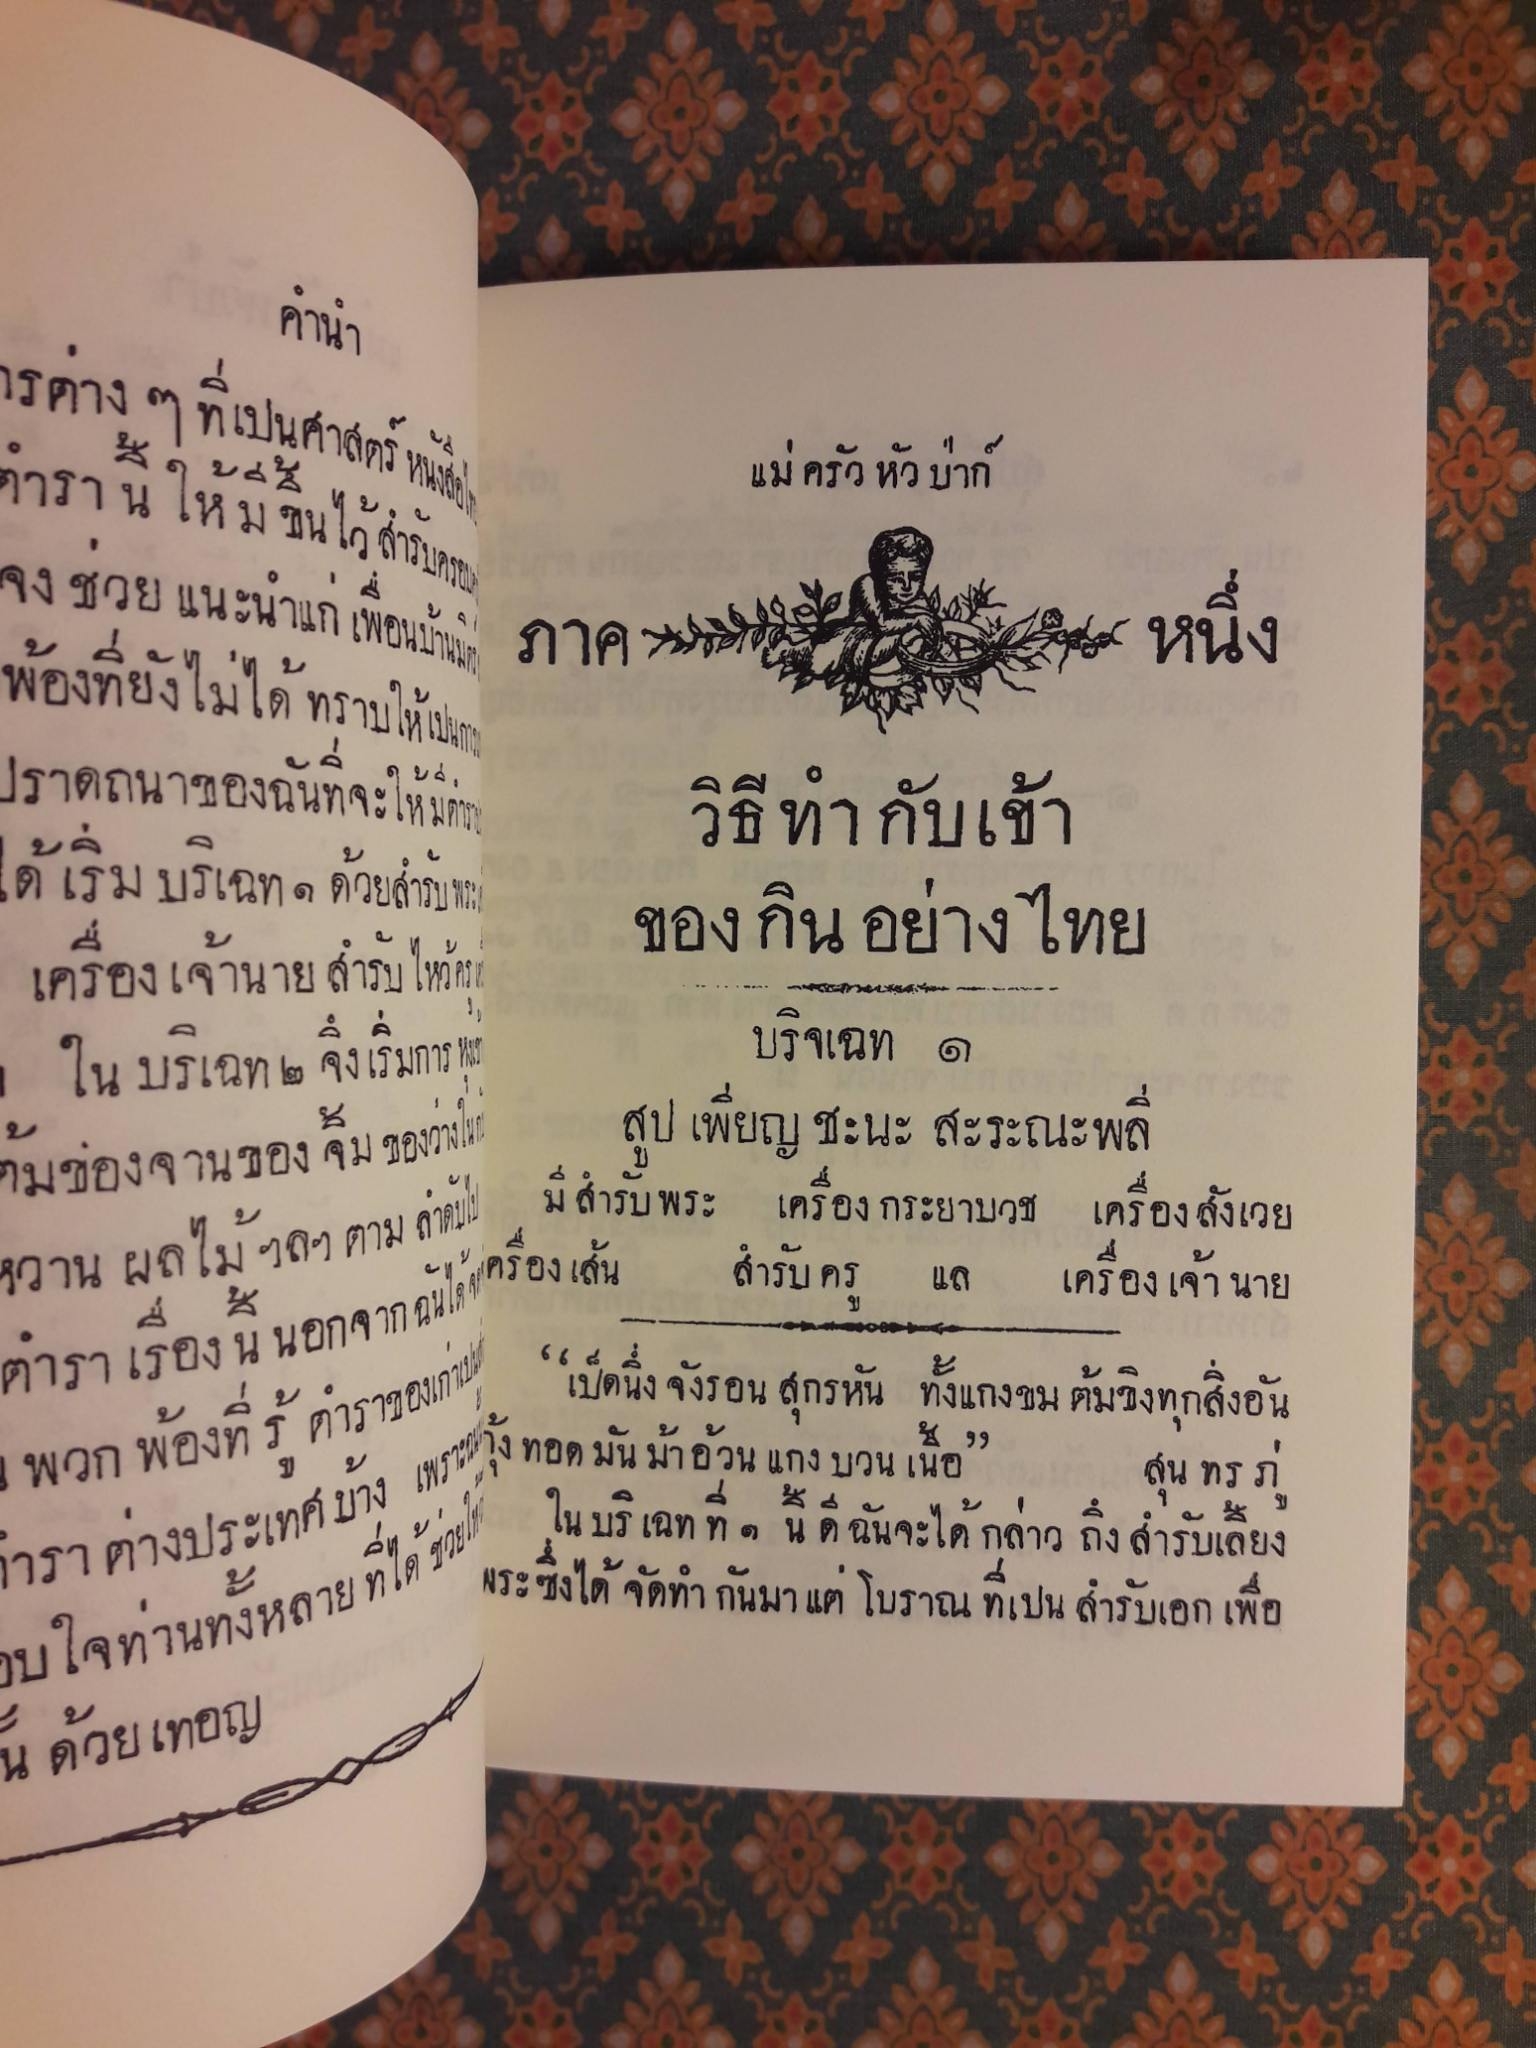 คำนำ
ารต่าง ๆ ที่เปนศาสตร์ หนังสือไทย
ตำรา นี้ ให้ มี ขึ้น ไว้ สำรับครอบ
จง ช่วย แนะนำแก่ เพื่อนบ้านมิตร์
พ้องที่ยังไม่ได้ ทราบให้เปนการ
ปราดถนาของฉันที่จะให้ มีตำรา
ได้ เริ่ม บริเฉท ๑ ด้วยสำรับ พระ
เครื่อง เจ้านาย สำรับ ไหว้ครู
ใน บริเฉท ๒ จึ่ง เริ่มการ หุง
ต้มข่องจานของ จิ้ม ของว่าง ใน
หวาน ผลไม้ ฯลฯ ตาม ลำดับไป
ตำรา เรื่อง นี้ นอกจาก ฉันได้
พวก พ้องที่ รู้ ตำราของเก่าเปน
ตำรา ต่างประเทศ บ้าง เพราะฉนั้น
อบ ใจ ท่านทั้งหลาย ที่ได้ ช่วยให้
นั้น ด้วย เทอญ
แม่ ครัว หัว ป่าก์
ภาค หนึ่ง
วิธี ทำ กับ เข้า
ของ กิน อย่าง ไทย
บริจเฉท ๑
สูป เพียญ ชะนะ สะระณะพลี
มี สำรับ พระ เครื่อง กระยาบวช เครื่อง สังเวย
ครื่อง เส้น สำรับ ครู แล เครื่อง เจ้า นาย
“เป็ดนึ่ง จังรอน สุกรหัน ทั้งแกงขม ต้มขิงทุกสิ่งอัน
กุ้ง ทอด มัน ม้าอ้วน แกง บวน เนื้อ” สุน ทร ภู่
ใน บริ เฉท ที่ ๑ นี้ ดี ฉันจะได้ กล่าว ถึง สำรับเลี้ยง
พระซึ่งได้ จัดทำ กันมา แต่ โบราณ ที่เปน สำรับเอก เพื่อ